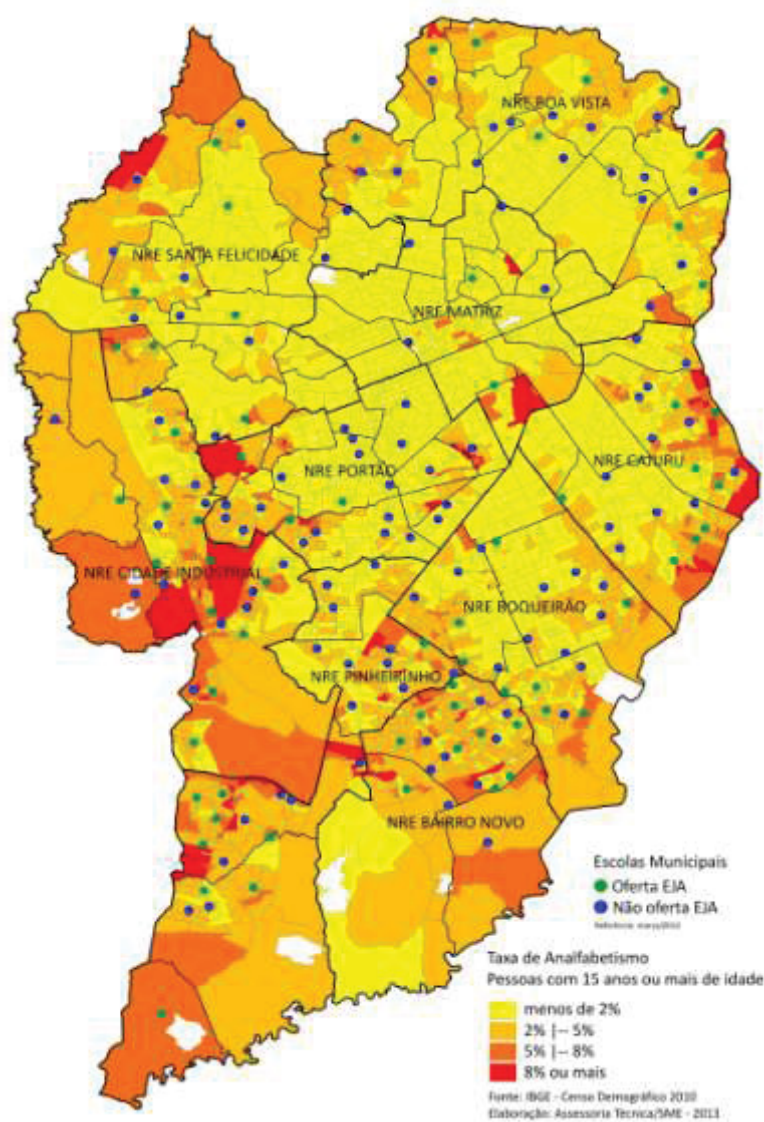 NRE BOA VISTA
NRE SANTA FELICIDADE
NRE MATRIZ
NRE PORTÃO
NRE CAJURU
NRE CIDADE INDUSTRIAL
NRE BOQUEIRÃO
NRE PINHEIRINHO
NRE BAIRRO NOVO
Escolas Municipais
Oferta EJA
Não oferta EJA
Referência: março/2013
Taxa de Analfabetismo
Pessoas com 15 anos ou mais de idade
menos de 2%
2% |-- 5%
5% |-- 8%
8% ou mais
Fonte: IBGE - Censo Demográfico 2010
Elaboração: Assessoria Técnica/SME - 2013